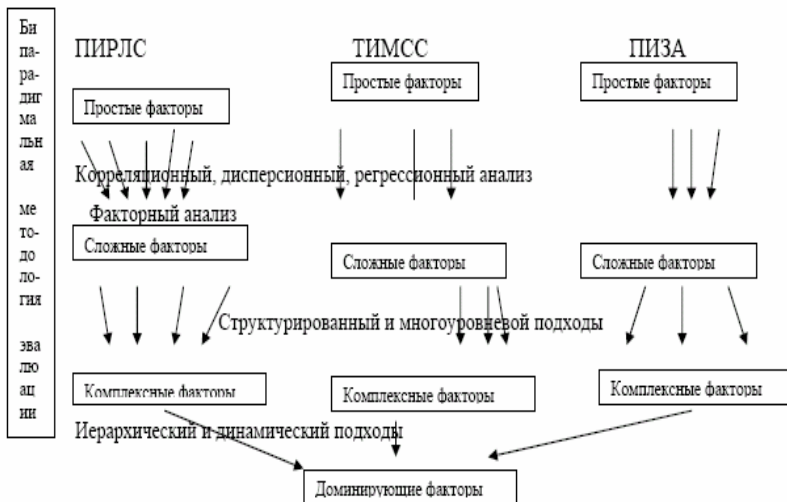 Би
па-
ра-
диг
ма
льн
ая
ме
то-
до
ло-
гия
эва
лю
ац
ии
ПИРЛС ТИМСС ПИЗА
Простые факторы Простые факторы Простые факторы
Корреляционный, дисперсионный, регрессионный анализ
Факторный анализ
Сложные факторы Сложные факторы Сложные факторы
Структурированный и многоуровневой подходы
Комплексные факторы Комплексные факторы Комплексные факторы
Иерархический и динамический подходы
Доминирующие факторы